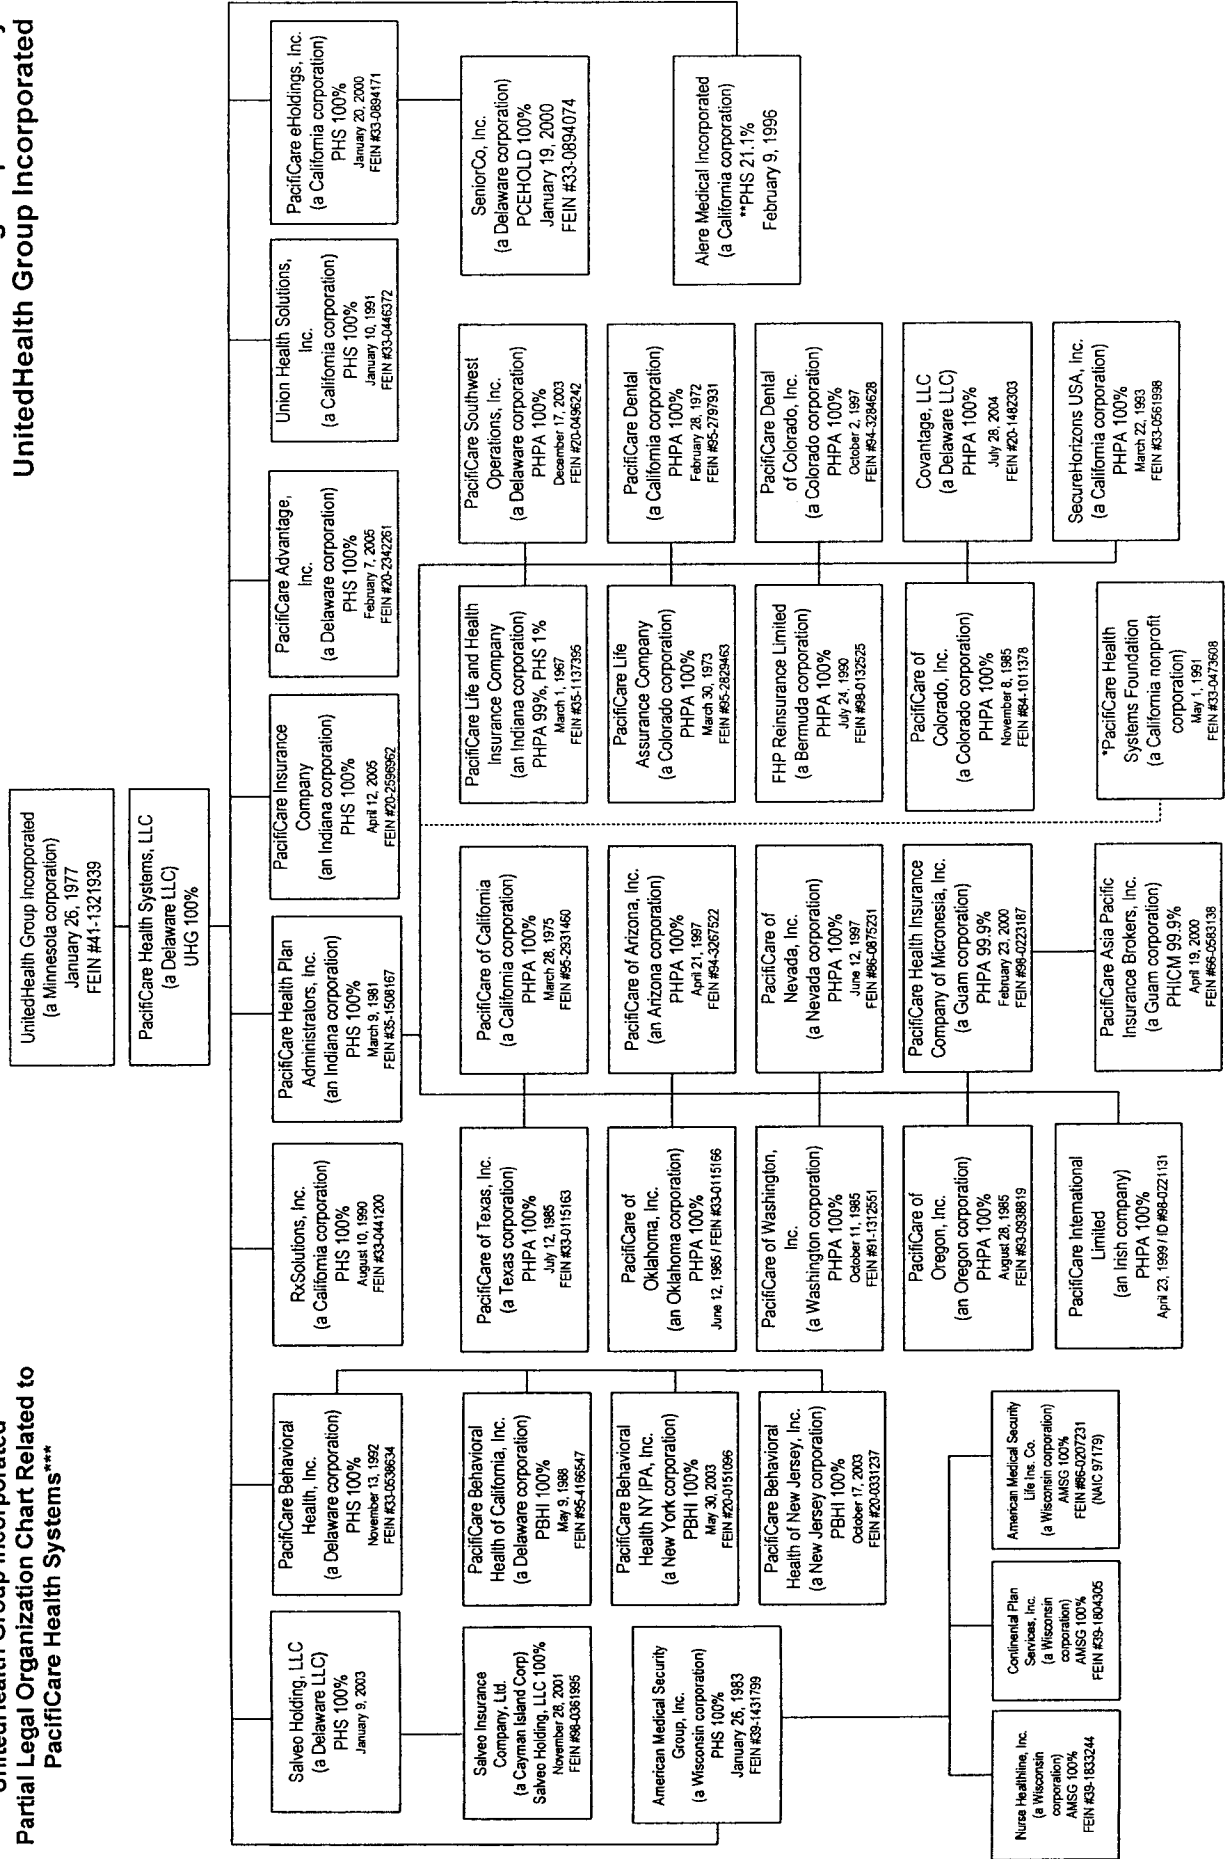 United Health Group Incorporated
Partial Legal Organization Chart Related to
PacifiCare Health Systems***
UnitedHealth Group Incorporated
UnitedHealth Group Incorporated
(a Minnesota corporation)
January 26, 1977
FEIN #41-1321939
PacifiCare Health Systems, LLC
(a Delaware LLC)
UHG 100%
Salveo Holding, LLC
(a Delaware LLC)
PHS 100%
January 9, 2003
PacifiCare Behavioral
Health, Inc.
(a Delaware corporation)
PHS 100%
November 13, 1992
FEIN #33-0538634
RxSolutions, Inc.
(a California corporation)
PHS 100%
August 10, 1990
FEIN #33-0441200
PacifiCare Health Plan
Administrators, Inc.
(an Indiana corporation)
PHS 100%
March 9, 1981
FEIN #35-1508167
PacifiCare Insurance
Company
(an Indiana corporation)
PHS 100%
April 12, 2005
FEIN #20-2596962
PacifiCare Advantage,
Inc.
(a Delaware corporation)
PHS 100%
February 7, 2005
FEIN #20-2342261
Union Health Solutions,
Inc.
(a California corporation)
PHS 100%
January 10, 1991
FEIN #33-0446372
PacifiCare eHoldings, Inc.
(a California corporation)
PHS 100%
January 20, 2000
FEIN #33-0894171
Salveo Insurance
Company, Ltd.
(a Cayman Island Corp)
Salveo Holding, LLC 100%
November 28, 2001
FEIN #98-0361995
PacifiCare Behavioral
Health of California, Inc.
(a Delaware corporation)
PBHI 100%
May 9, 1988
FEIN #95-4166547
PacifiCare of Texas, Inc.
(a Texas corporation)
PHPA 100%
July 12, 1985
FEIN #33-0115163
PacifiCare of California
(a California corporation)
PHPA 100%
March 28, 1975
FEIN #95-2931460
PacifiCare Life and Health
Insurance Company
(an Indiana corporation)
PHPA 99%, PHS 1%
March 1, 1967
FEIN #35-1137395
PacifiCare Southwest
Operations, Inc.
(a Delaware corporation)
PHPA 100%
December 17, 2003
FEIN #20-0496242
SeniorCo, Inc.
(a Delaware corporation)
PCEHOLD 100%
January 19, 2000
FEIN #33-0894074
American Medical Security
Group, Inc.
(a Wisconsin corporation)
PHS 100%
January 26, 1983
FEIN #39-1431799
PacifiCare Behavioral
Health NY IPA, Inc.
(a New York corporation)
PBHI 100%
May 30, 2003
FEIN #20-0151096
PacifiCare of
Oklahoma, Inc.
(an Oklahoma corporation)
PHPA 100%
June 12, 1985 / FEIN #33-0115166
PacifiCare of Arizona, Inc.
(an Arizona corporation)
PHPA 100%
April 21, 1997
FEIN #94-3267522
PacifiCare Life
Assurance Company
(a Colorado corporation)
PHPA 100%
March 30, 1973
FEIN #95-2829463
PacifiCare Dental
(a California corporation)
PHPA 100%
February 28, 1972
FEIN #95-2797931
Alere Medical Incorporated
(a California corporation)
**PHS 21.1%
February 9, 1996
PacifiCare Behavioral
Health of New Jersey, Inc.
(a New Jersey corporation)
PBHI 100%
October 17, 2003
FEIN #20-0331237
PacifiCare of Washington,
Inc.
(a Washington corporation)
PHPA 100%
October 11, 1985
FEIN #91-1312551
PacifiCare of
Nevada, Inc.
(a Nevada corporation)
PHPA 100%
June 12, 1997
FEIN #86-0875231
FHP Reinsurance Limited
(a Bermuda corporation)
PHPA 100%
July 24, 1990
FEIN #98-0132525
PacifiCare Dental
of Colorado, Inc.
(a Colorado corporation)
PHPA 100%
October 2, 1997
FEIN #94-3284628
PacifiCare of
Oregon, Inc.
(an Oregon corporation)
PHPA 100%
August 28, 1985
FEIN #93-0938819
PacifiCare Health Insurance
Company of Micronesia, Inc.
(a Guam corporation)
PHPA 99.9%
February 23, 2000
FEIN #98-0223187
PacifiCare of
Colorado, Inc.
(a Colorado corporation)
PHPA 100%
November 8, 1985
FEIN #84-1011378
Covantage, LLC
(a Delaware LLC)
PHPA 100%
July 28, 2004
FEIN #20-1482303
Nurse Healthline, Inc.
(a Wisconsin
corporation)
AMSG 100%
FEIN #39-1833244
Continental Plan
Services, Inc.
(a Wisconsin
corporation)
AMSG 100%
FEIN #39-1804305
American Medical Security
Life Ins. Co.
(a Wisconsin corporation)
AMSG 100%
FEIN #86-0207231
(NAIC 97179)
PacifiCare International
Limited
(an Irish company)
PHPA 100%
April 23, 1999 / ID #98-0221131
PacifiCare Asia Pacific
Insurance Brokers, Inc.
(a Guam corporation)
PHICM 99.9%
April 19, 2000
FEIN #66-0583138
*PacifiCare Health
Systems Foundation
(a California nonprofit
corporation)
May 1, 1991
FEIN #33-0473608
SecureHorizons USA, Inc.
(a California corporation)
PHPA 100%
March 22, 1993
FEIN #33-0561998